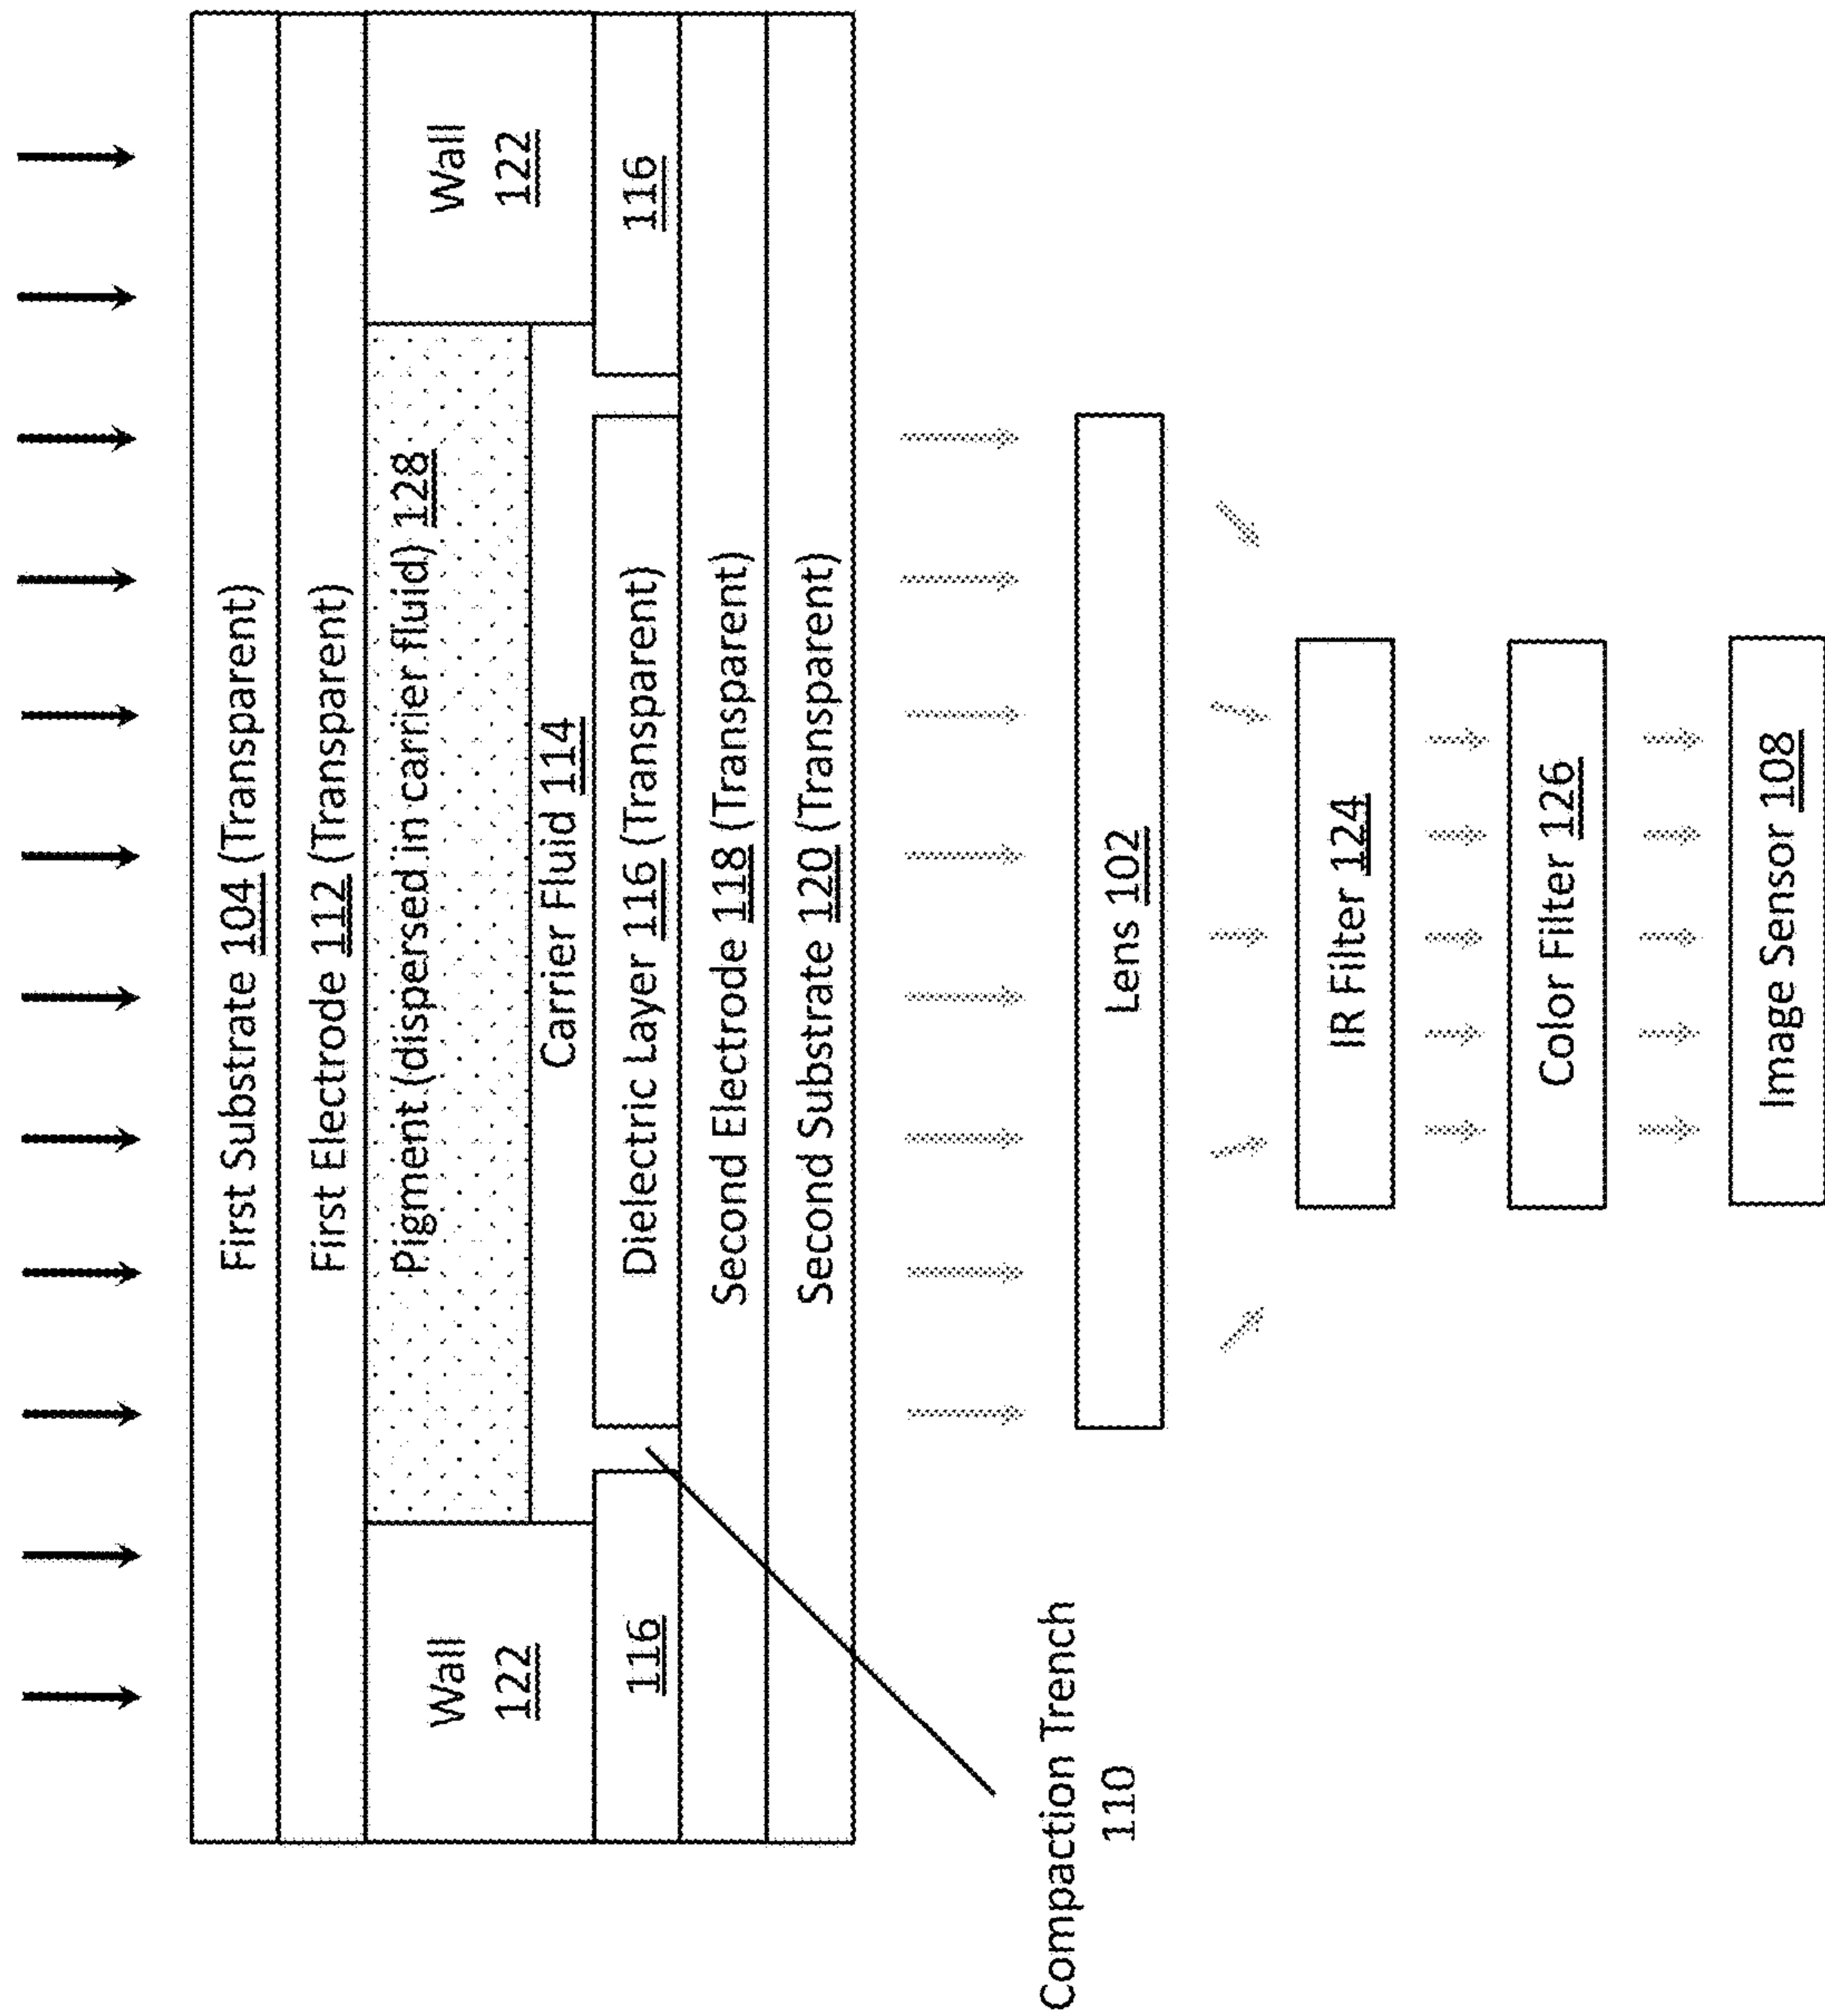 First Substrate 104 (Transparent)
First Electrode 112 (Transparent)
Wall
122
Pigment (dispersed in carrier fluid) 128
Wall
122
Carrier Fluid 114
116
Dielectric Layer 116 (Transparent)
116
Second Electrode 118 (Transparent)
Second Substrate 120 (Transparent)
Compaction Trench
110
Lens 102
IR Filter 124
Color Filter 126
Image Sensor 108